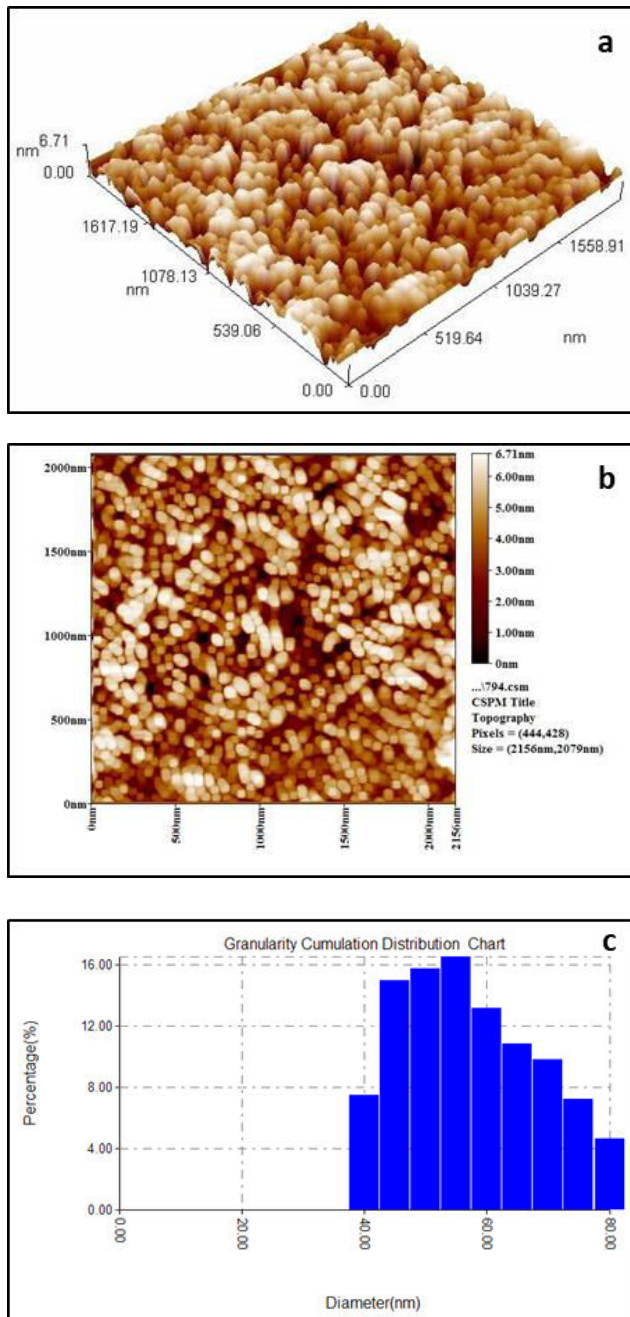 a
6.71
nm
0.00
1617.19
1078.13
nm
539.06
0.00
0.00
519.64
1039.27
1558.91
nm
b
2000nm
1500nm
1000nm
500nm
0nm
0nm
500nm
1000nm
1500nm
2000nm
2156nm
6.71nm
6.00nm
5.00nm
4.00nm
3.00nm
2.00nm
1.00nm
0nm
...\794.csm
CSPM Title
Topography
Pixels = (444,428)
Size = (2156nm,2079nm)
c
Granularity Cumulation Distribution Chart
Percentage(%)
16.00
12.00
8.00
4.00
0.00
0.00
20.00
40.00
60.00
80.00
Diameter(nm)